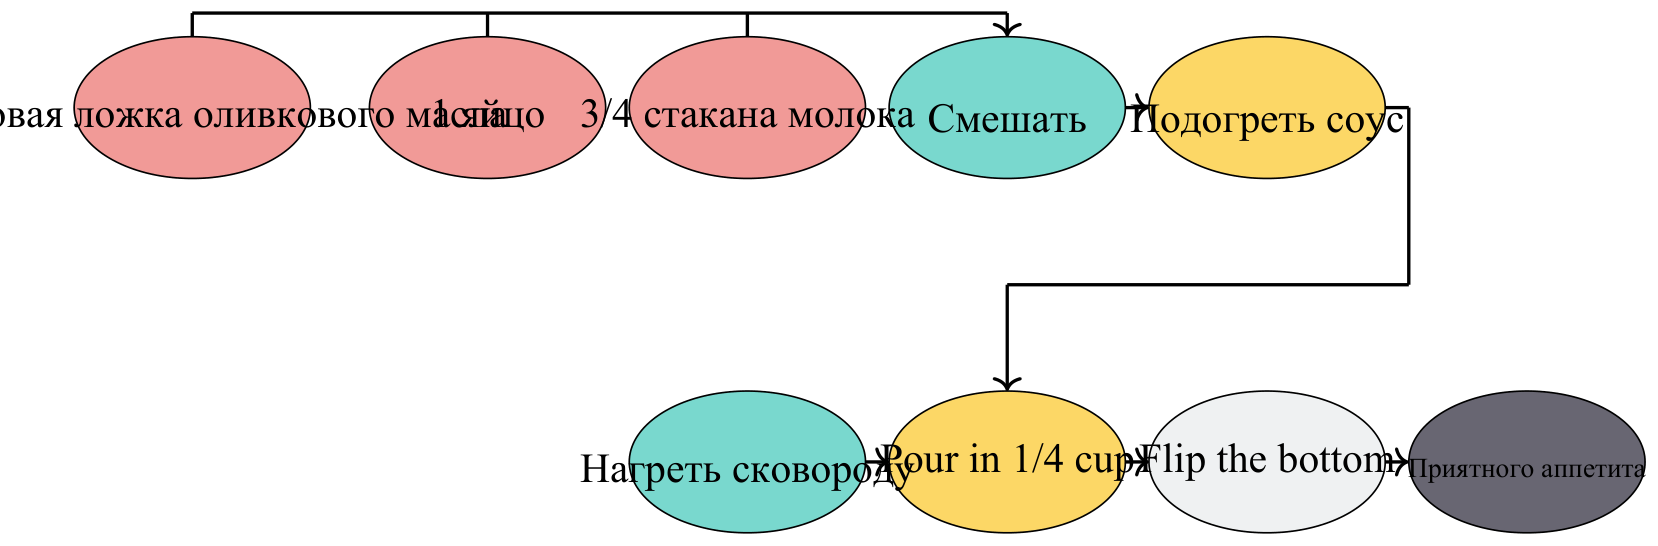 ложка оливкового масла
1 яйцо
3/4 стакана молока
Смешать
Подогреть соус
Нагреть сковороду
Pour in 1/4 cup
Flip the bottom
Приятного аппетита